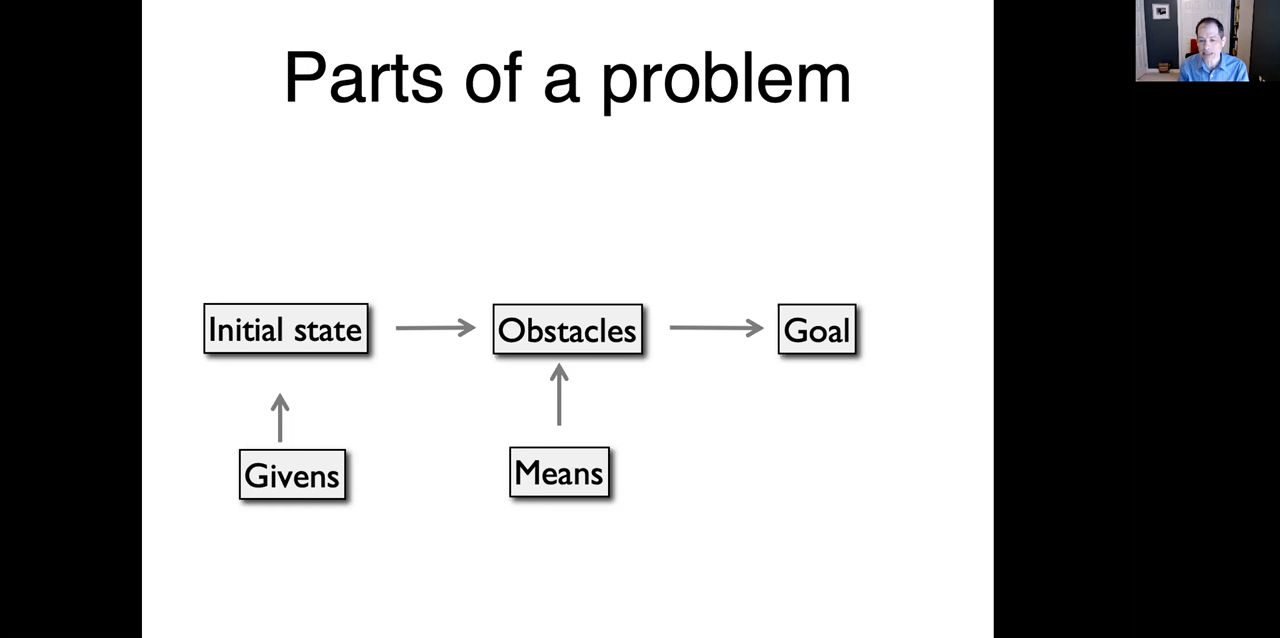 Parts of a problem
Initial state
Obstacles
Goal
Givens
Means